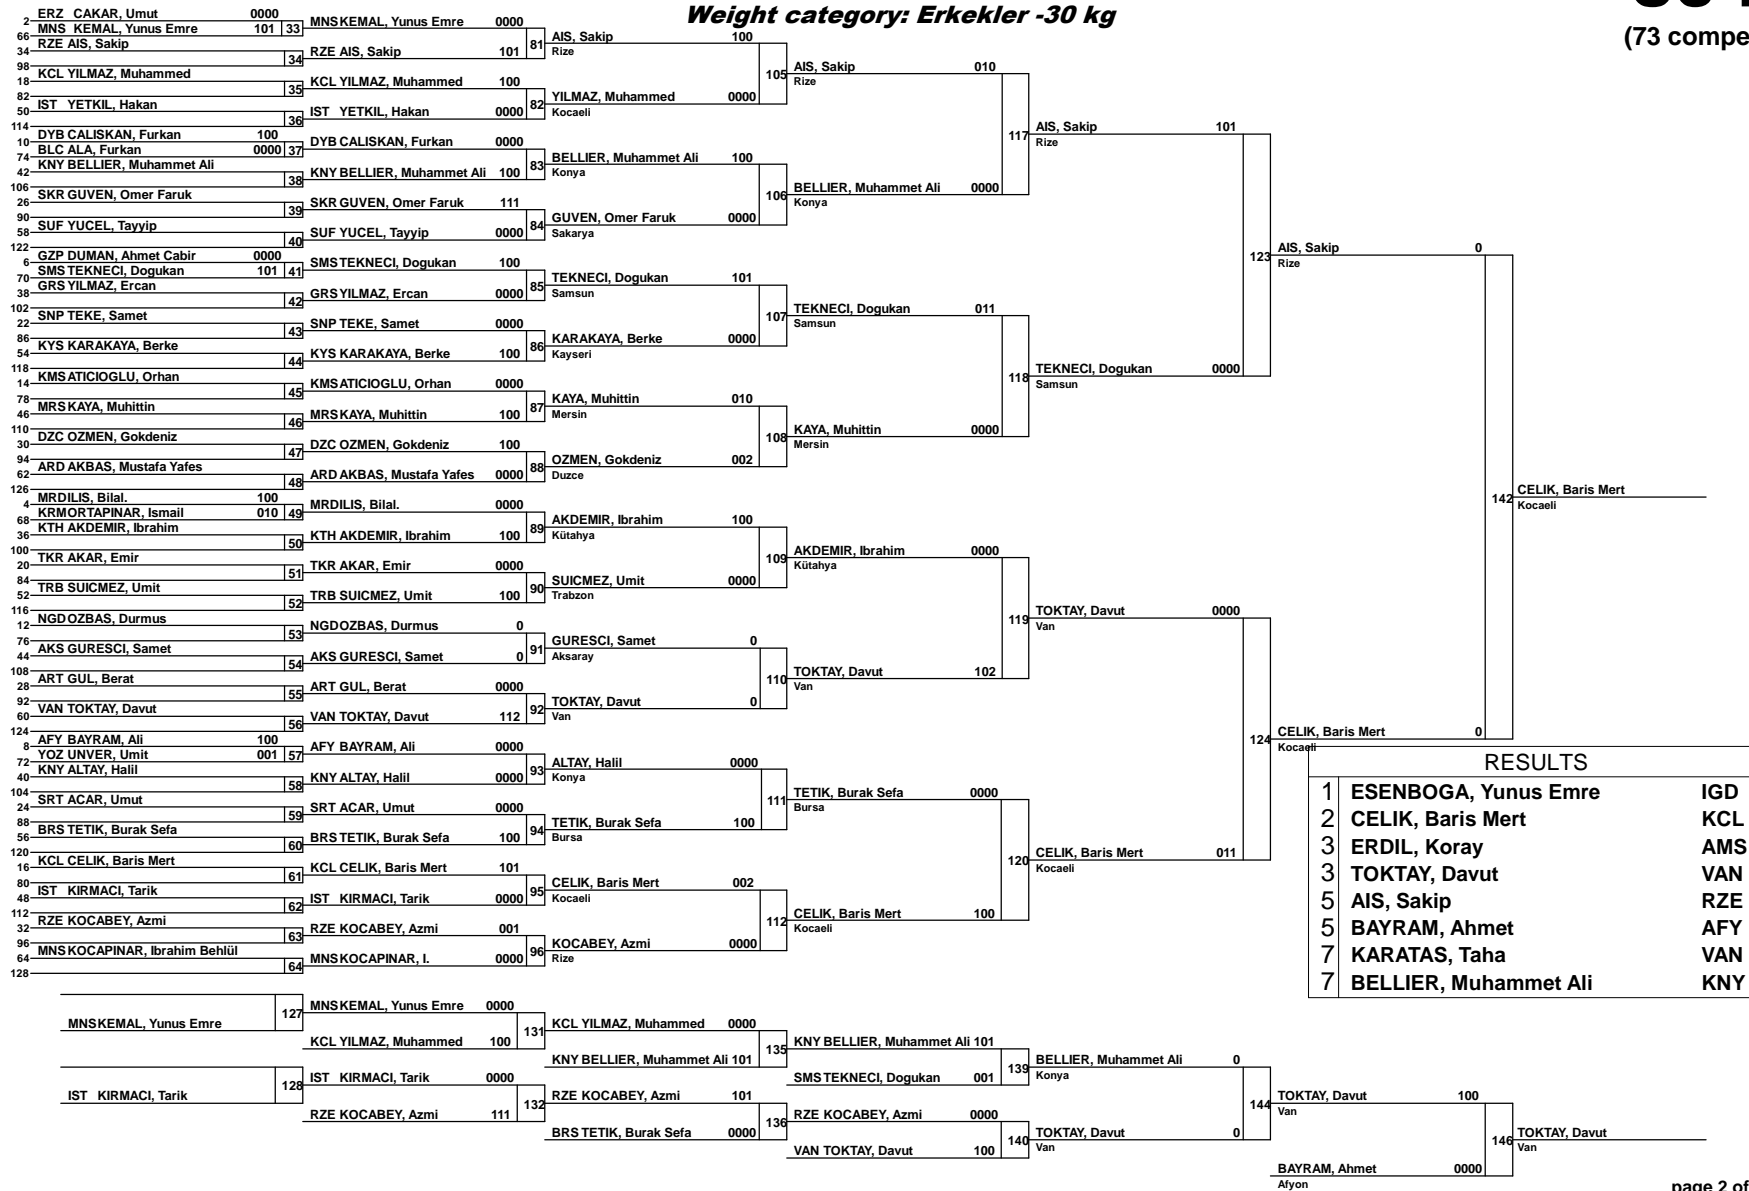 Weight category: Erkekler -30 kg
(73 compe
2 ERZ CAKAR, Umut 0000
66 MNS KEMAL, Yunus Emre 101 33
34 RZE AIS, Sakip
98 34
18 KCL YILMAZ, Muhammed
82 35
50 IST YETKIL, Hakan
114 36
10 DYB CALISKAN, Furkan 100
74 BLC ALA, Furkan 0000 37
42 KNY BELLIER, Muhammet Ali
106 38
26 SKR GUVEN, Omer Faruk
90 39
58 SUF YUCEL, Tayyip
122 40
6 GZP DUMAN, Ahmet Cabir 0000
70 SMS TEKNECI, Dogukan 101 41
38 GRS YILMAZ, Ercan
102 42
22 SNP TEKE, Samet
86 43
54 KYS KARAKAYA, Berke
118 44
14 KMS ATICIOGLU, Orhan
78 45
46 MRS KAYA, Muhittin
110 46
30 DZC OZMEN, Gokdeniz
94 47
62 ARD AKBAS, Mustafa Yafes
126 48
4 MRDILIS, Bilal. 100
68 KRMORTAPINAR, Ismail 010 49
36 KTH AKDEMIR, Ibrahim
100 50
20 TKR AKAR, Emir
84 51
52 TRB SUICMEZ, Umit
116 52
12 NGDOZBAS, Durmus
76 53
44 AKS GURESCI, Samet
108 54
28 ART GUL, Berat
92 55
60 VAN TOKTAY, Davut
124 56
8 AFY BAYRAM, Ali 100
72 YOZ UNVER, Umit 001 57
40 KNY ALTAY, Halil
104 58
24 SRT ACAR, Umut
88 59
56 BRS TETIK, Burak Sefa
120 60
16 KCL CELIK, Baris Mert
80 61
48 IST KIRMACI, Tarik
112 62
32 RZE KOCABEY, Azmi
96 63
64 MNS KOCAPINAR, Ibrahim Behlül
128 64
MNSKEMAL, Yunus Emre 0000
81
RZE AIS, Sakip 101
KCL YILMAZ, Muhammed 100
82
IST YETKIL, Hakan 0000
DYB CALISKAN, Furkan 0000
83
KNY BELLIER, Muhammet Ali 100
SKR GUVEN, Omer Faruk 111
84
SUF YUCEL, Tayyip 0000
SMS TEKNECI, Dogukan 100
85
GRS YILMAZ, Ercan 0000
SNP TEKE, Samet 0000
86
KYS KARAKAYA, Berke 100
KMS ATICIOGLU, Orhan 0000
87
MRS KAYA, Muhittin 100
DZC OZMEN, Gokdeniz 100
88
ARD AKBAS, Mustafa Yafes 0000
MRDILIS, Bilal. 0000
89
KTH AKDEMIR, Ibrahim 100
TKR AKAR, Emir 0000
90
TRB SUICMEZ, Umit 100
NGDOZBAS, Durmus 0
91
AKS GURESCI, Samet 0
ART GUL, Berat 0000
92
VAN TOKTAY, Davut 112
AFY BAYRAM, Ali 0000
93
KNY ALTAY, Halil 0000
SRT ACAR, Umut 0000
94
BRS TETIK, Burak Sefa 100
KCL CELIK, Baris Mert 101
95
IST KIRMACI, Tarik 0000
RZE KOCABEY, Azmi 001
96
MNS KOCAPINAR, I. 0000
AIS, Sakip 100
Rize
105
YILMAZ, Muhammed 0000
Kocaeli
BELLIER, Muhammet Ali 100
Konya
106
GUVEN, Omer Faruk 0000
Sakarya
TEKNECI, Dogukan 101
Samsun
107
KARAKAYA, Berke 0000
Kayseri
KAYA, Muhittin 010
Mersin
108
OZMEN, Gokdeniz 002
Duzce
AKDEMIR, Ibrahim 100
Kütahya
109
SUICMEZ, Umit 0000
Trabzon
GURESCI, Samet 0
Aksaray
110
TOKTAY, Davut 0
Van
ALTAY, Halil 0000
Konya
111
TETIK, Burak Sefa 100
Bursa
CELIK, Baris Mert 002
Kocaeli
112
KOCABEY, Azmi 0000
Rize
AIS, Sakip 010
Rize
117
BELLIER, Muhammet Ali 0000
Konya
TEKNECI, Dogukan 011
Samsun
118
KAYA, Muhittin 0000
Mersin
AKDEMIR, Ibrahim 0000
Kütahya
119
TOKTAY, Davut 102
Van
TETIK, Burak Sefa 0000
Bursa
120
CELIK, Baris Mert 100
Kocaeli
AIS, Sakip 101
Rize
123
TEKNECI, Dogukan 0000
Samsun
TOKTAY, Davut 0000
Van
124
CELIK, Baris Mert 011
Kocaeli
AIS, Sakip 0
Rize
142
CELIK, Baris Mert 0
Kocaeli
CELIK, Baris Mert
Kocaeli
RESULTS
1 ESENBOGA, Yunus Emre IGD
2 CELIK, Baris Mert KCL
3 ERDIL, Koray AMS
3 TOKTAY, Davut VAN
5 AIS, Sakip RZE
5 BAYRAM, Ahmet AFY
7 KARATAS, Taha VAN
7 BELLIER, Muhammet Ali KNY
127
MNSKEMAL, Yunus Emre
128
IST KIRMACI, Tarik
MNSKEMAL, Yunus Emre 0000
131
KCL YILMAZ, Muhammed 100
IST KIRMACI, Tarik 0000
132
RZE KOCABEY, Azmi 111
KCL YILMAZ, Muhammed 0000
135
KNY BELLIER, Muhammet Ali 101
RZE KOCABEY, Azmi 101
136
BRS TETIK, Burak Sefa 0000
KNY BELLIER, Muhammet Ali 101
139
SMS TEKNECI, Dogukan 001
RZE KOCABEY, Azmi 0000
140
VAN TOKTAY, Davut 100
BELLIER, Muhammet Ali 0
Konya
144
TOKTAY, Davut 0
Van
TOKTAY, Davut 100
Van
146
BAYRAM, Ahmet 0000
Afyon
TOKTAY, Davut
Van
page 2 of